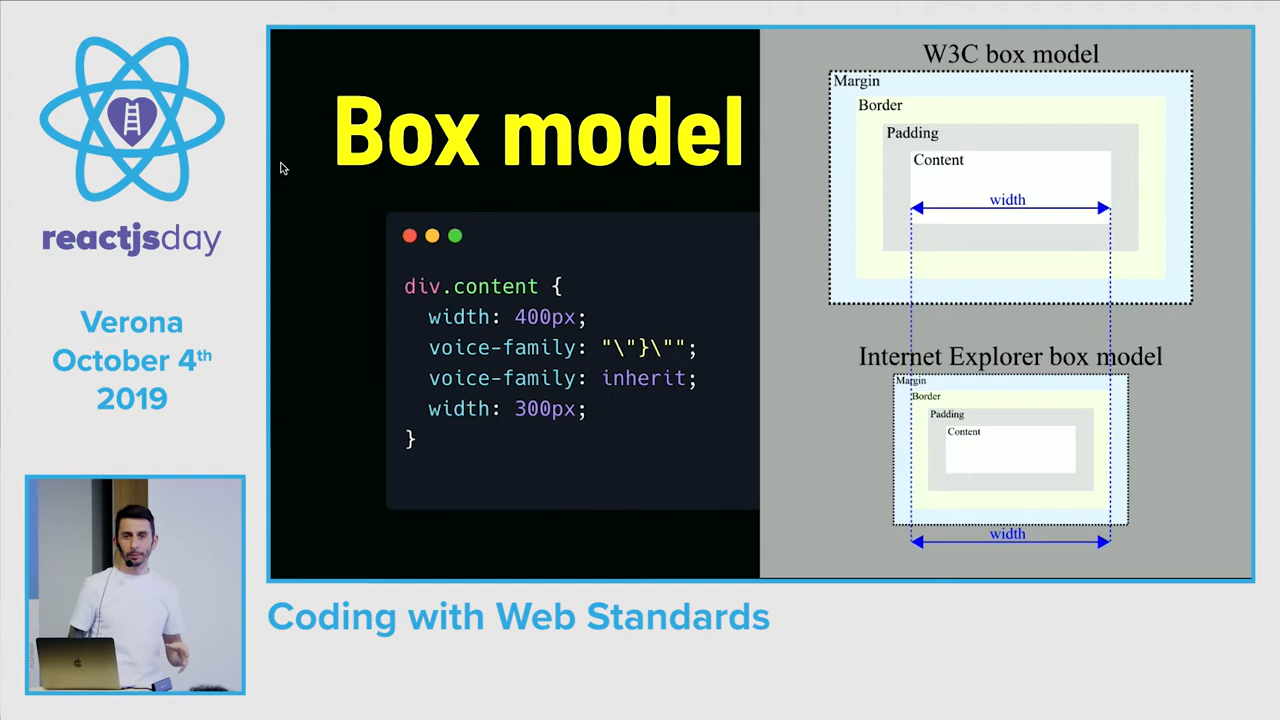 reactjsday
Verona
October 4th
2019
Box model
div.content {
width: 400px;
voice-family: "\"}\"";
voice-family: inherit;
width: 300px;
}
W3C box model
Margin
Border
Padding
Content
width
Internet Explorer box model
Margin
Border
Padding
Content
width
Coding with Web Standards